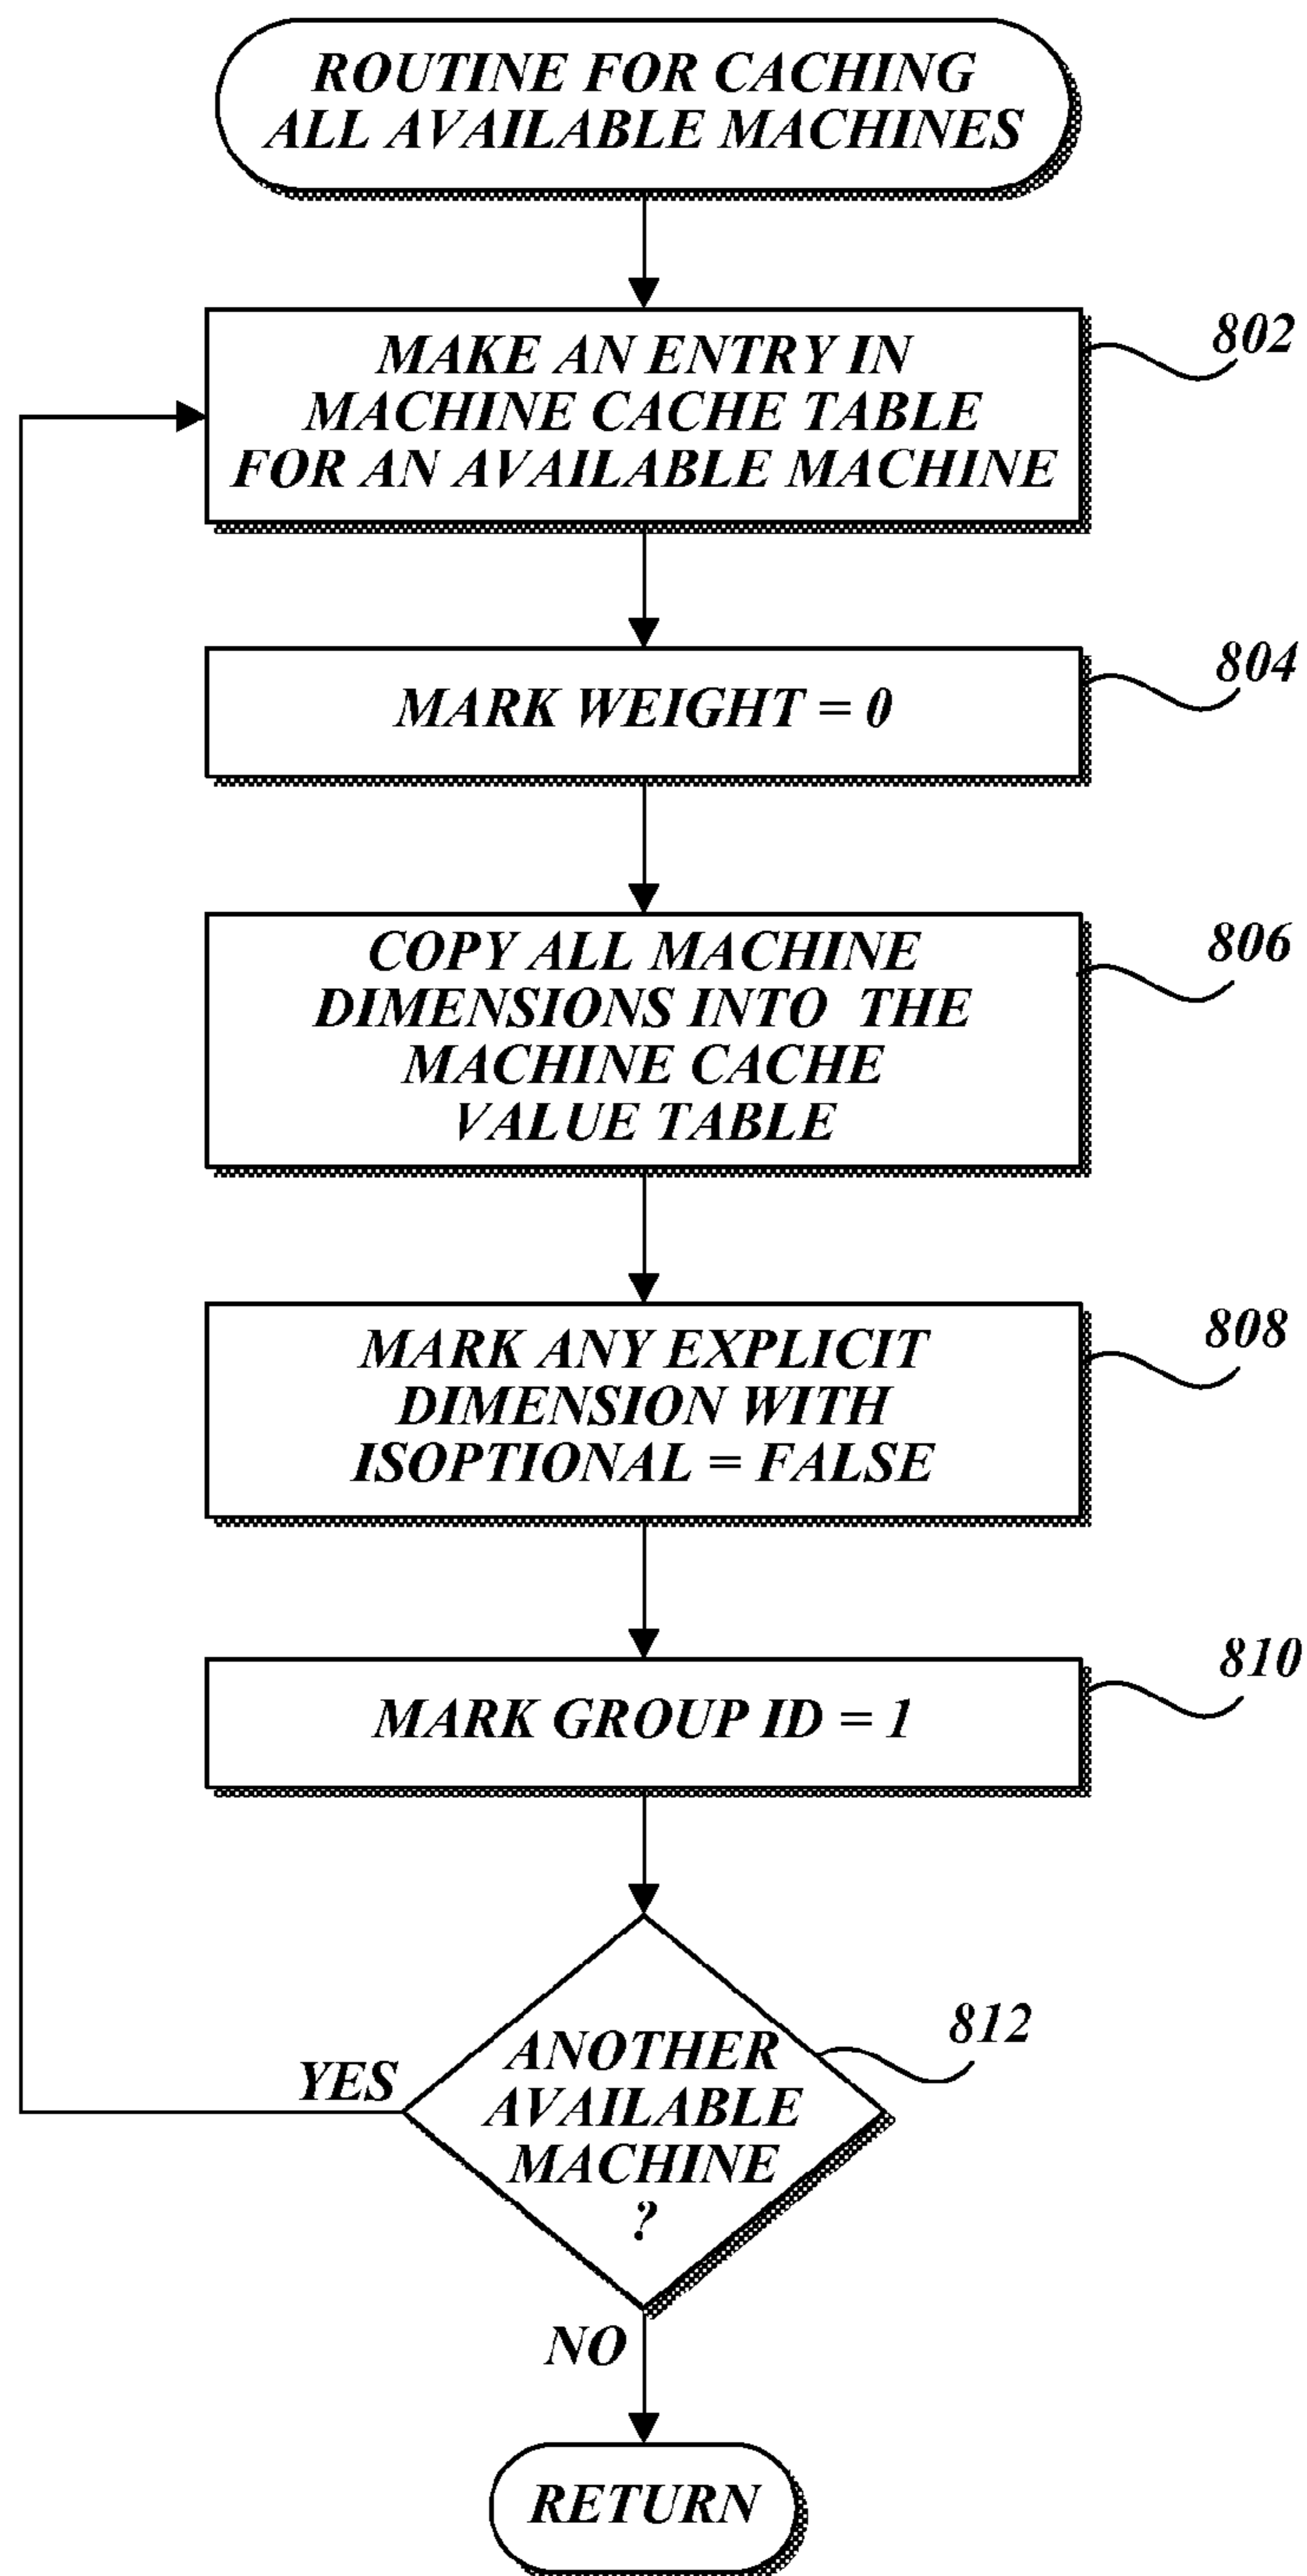 ROUTINE FOR CACHING
ALL AVAILABLE MACHINES
MAKE AN ENTRY IN
MACHINE CACHE TABLE
FOR AN AVAILABLE MACHINE
802
MARK WEIGHT = 0
804
COPY ALL MACHINE
DIMENSIONS INTO THE
MACHINE CACHE
VALUE TABLE
806
MARK ANY EXPLICIT
DIMENSION WITH
ISOPTIONAL = FALSE
808
MARK GROUP ID = 1
810
ANOTHER
AVAILABLE
MACHINE
?
812
YES
NO
RETURN